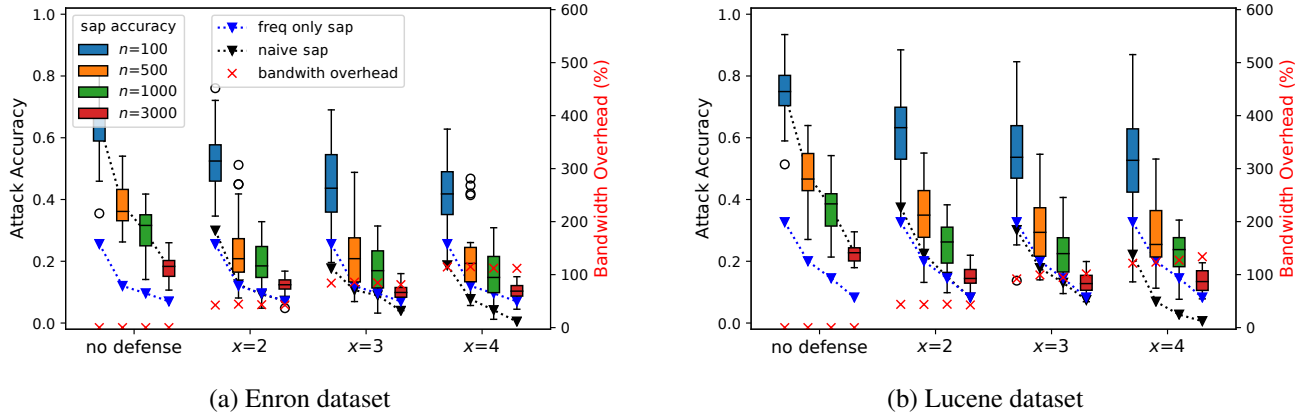 sap accuracy
n=100
n=500
n=1000
n=3000
freq only sap
naive sap
bandwith overhead
Attack Accuracy
1.0
0.8
0.6
0.4
0.2
0.0
600
500
400
300
200
100
0
Bandwidth Overhead (%)
no defense
x=2
x=3
x=4
(a) Enron dataset
Attack Accuracy
1.0
0.8
0.6
0.4
0.2
0.0
600
500
400
300
200
100
0
Bandwidth Overhead (%)
no defense
x=2
x=3
x=4
(b) Lucene dataset